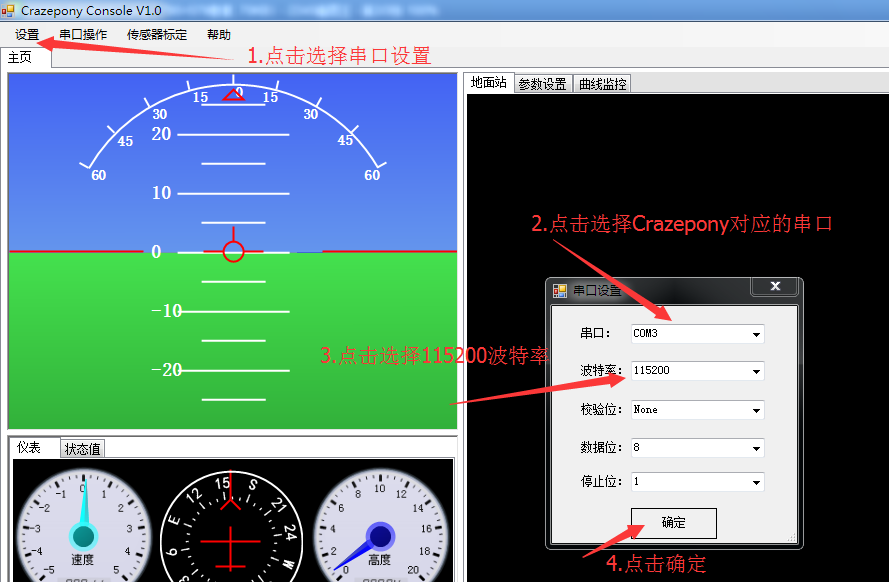 Crazepony Console V1.0
设置 串口操作 传感器标定 帮助
1.点击选择串口设置
主页
地面站 参数设置 曲线监控
60 45 30 15 0 15 30 45 60
20
10
0
-10
-20
2.点击选择Crazepony对应的串口
3.点击选择115200波特率
串口设置
x
串口: COM3
波特率: 115200
校验位: None
数据位: 8
停止位: 1
确定
4.点击确定
仪表 状态值
-5 -4 -3 -2 -1 0 1 2 3 4 5
速度
6 E 12 15 S 21 24 W
0 2 4 6 8 10 12 14 16 18 20
高度